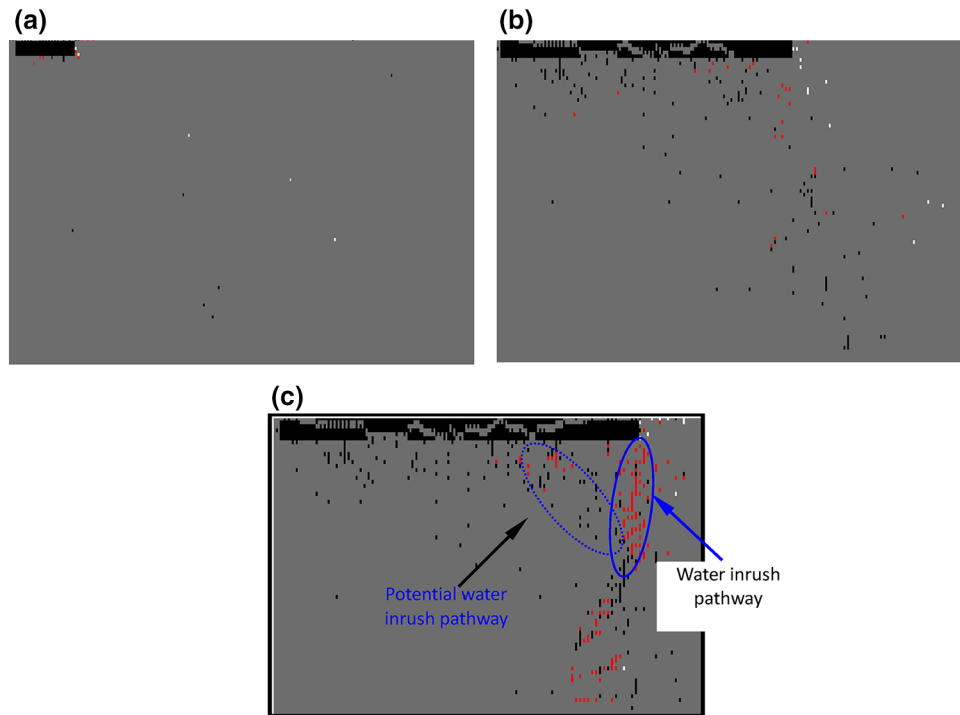 (a)
(b)
(c)
Potential water
inrush pathway
Water inrush
pathway